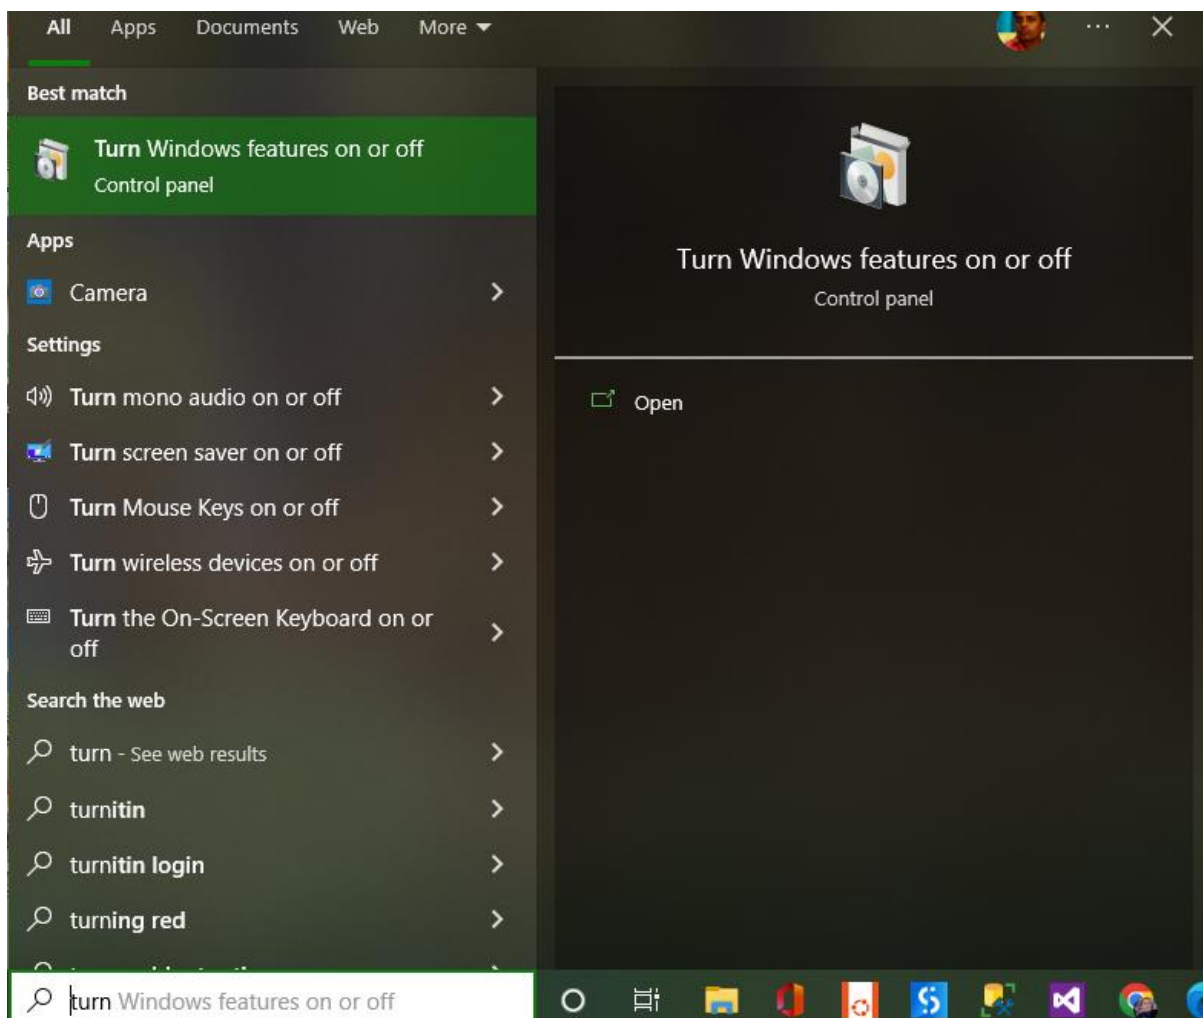 All Apps Documents Web More
Best match
Turn Windows features on or off
Control panel
Apps
Camera
Settings
Turn mono audio on or off
Turn screen saver on or off
Turn Mouse Keys on or off
Turn wireless devices on or off
Turn the On-Screen Keyboard on or
off
Search the web
turn - See web results
turnitin
turnitin login
turning red
turn Windows features on or off
Turn Windows features on or off
Control panel
Open